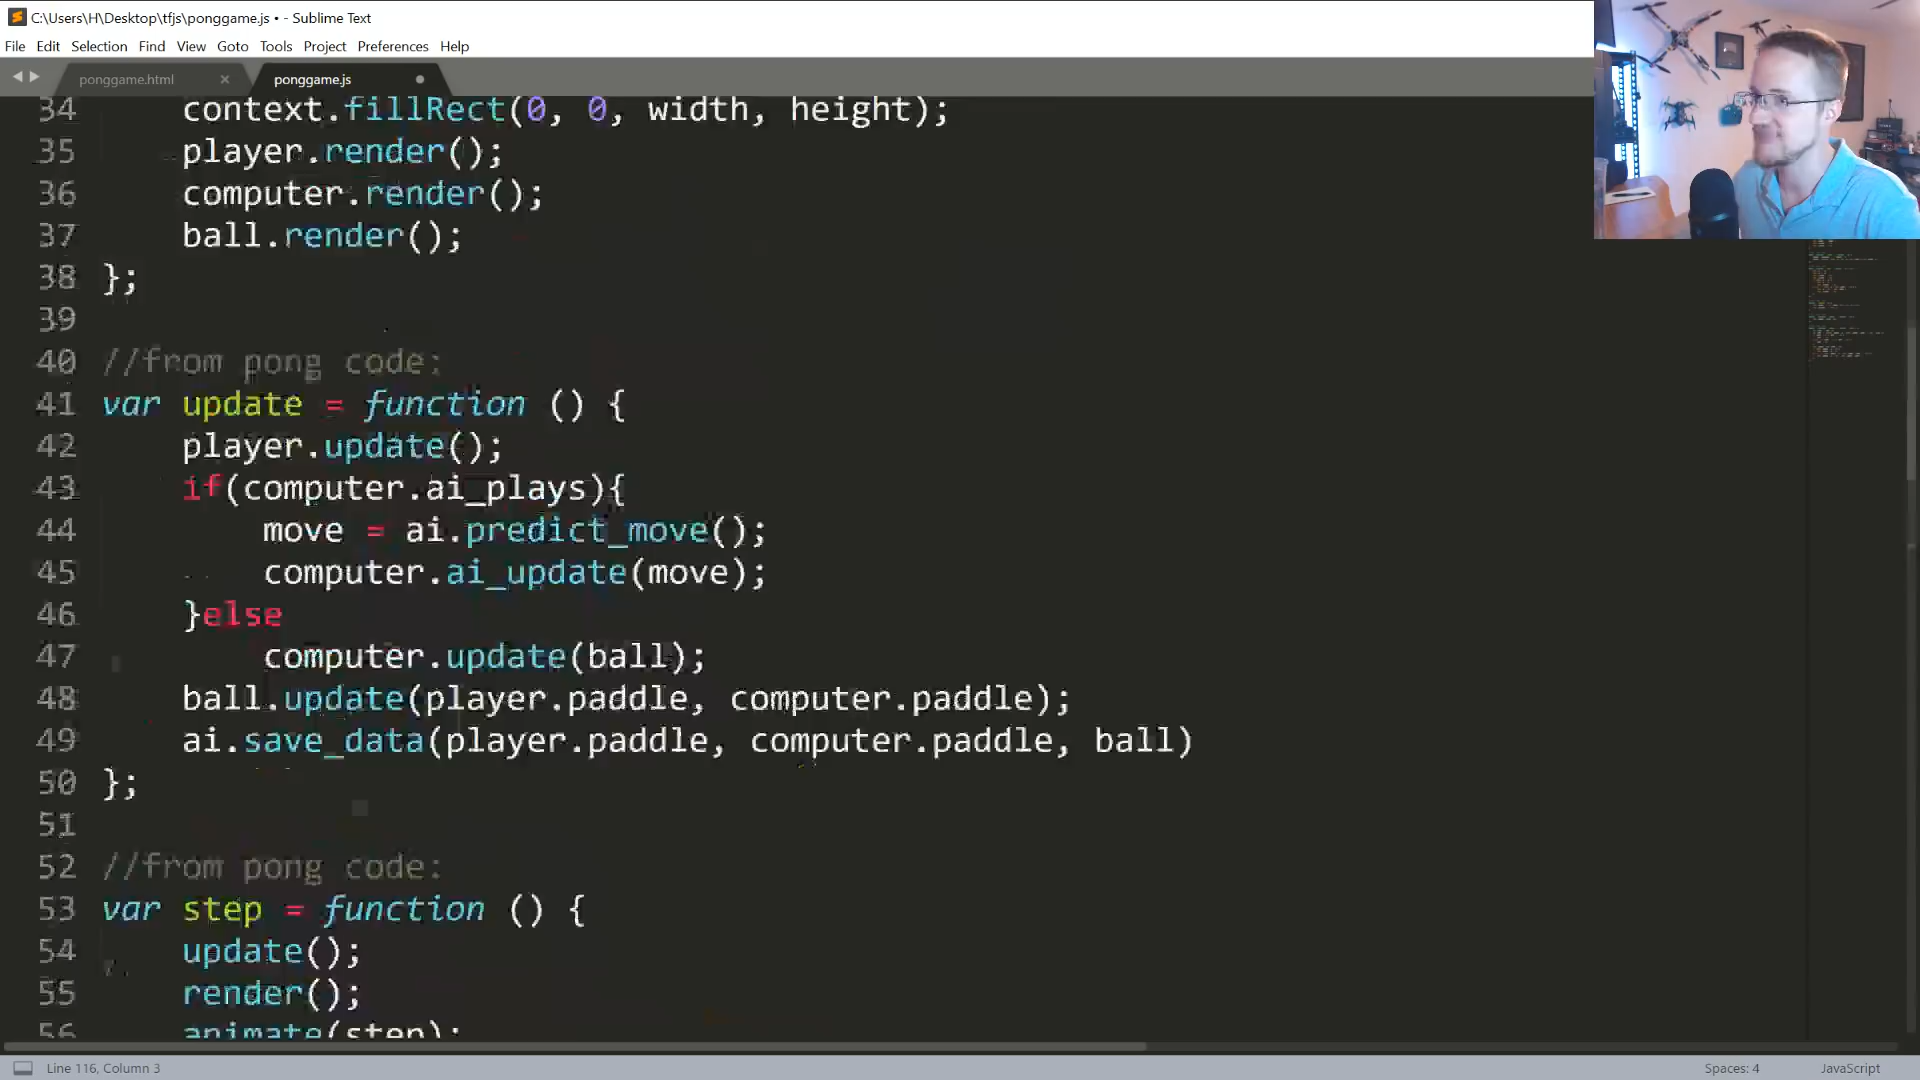 C:\Users\H\Desktop\tfjs\ponggame.js • - Sublime Text
File Edit Selection Find View Goto Tools Project Preferences Help
ponggame.html × ponggame.js
34 context.fillRect(0, 0, width, height);
35 player.render();
36 computer.render();
37 ball.render();
38 };
39
40 //from pong code:
41 var update = function () {
42 player.update();
43 if(computer.ai_plays){
44 move = ai.predict_move();
45 computer.ai_update(move);
46 }else
47 computer.update(ball);
48 ball.update(player.paddle, computer.paddle);
49 ai.save_data(player.paddle, computer.paddle, ball)
50 };
51
52 //from pong code:
53 var step = function () {
54 update();
55 render();
56 animate(step);
Line 116, Column 3 Spaces: 4 JavaScript